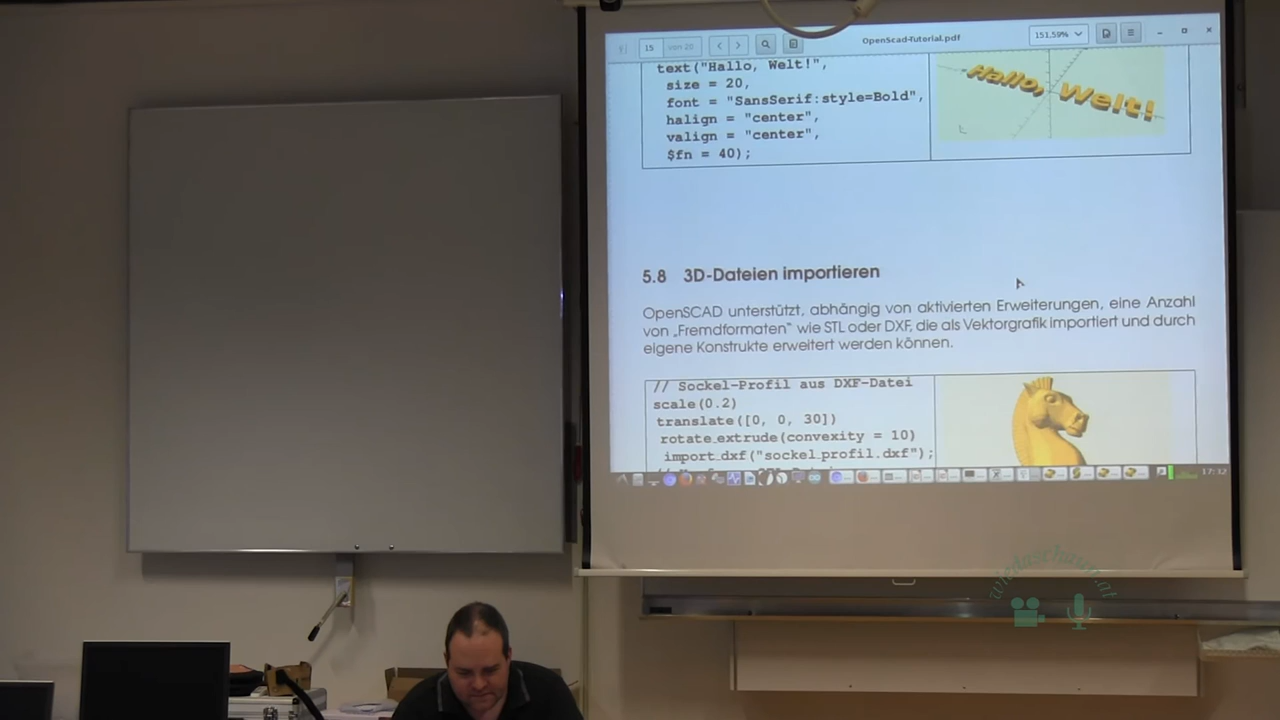 15 von 20
OpenScad-Tutorial.pdf
151,59%
text("Hallo, Welt!",
size = 20,
font = "SansSerif:style=Bold",
halign = "center",
valign = "center",
$fn = 40);
Hallo, Welt!
5.8 3D-Dateien importieren
OpenSCAD unterstützt, abhängig von aktivierten Erweiterungen, eine Anzahl
von „Fremdformaten“ wie STL oder DXF, die als Vektorgrafik importiert und durch
eigene Konstrukte erweitert werden können.
// Sockel-Profil aus DXF-Datei
scale(0.2)
translate([0, 0, 30])
rotate_extrude(convexity = 10)
import_dxf("sockel_profil.dxf");